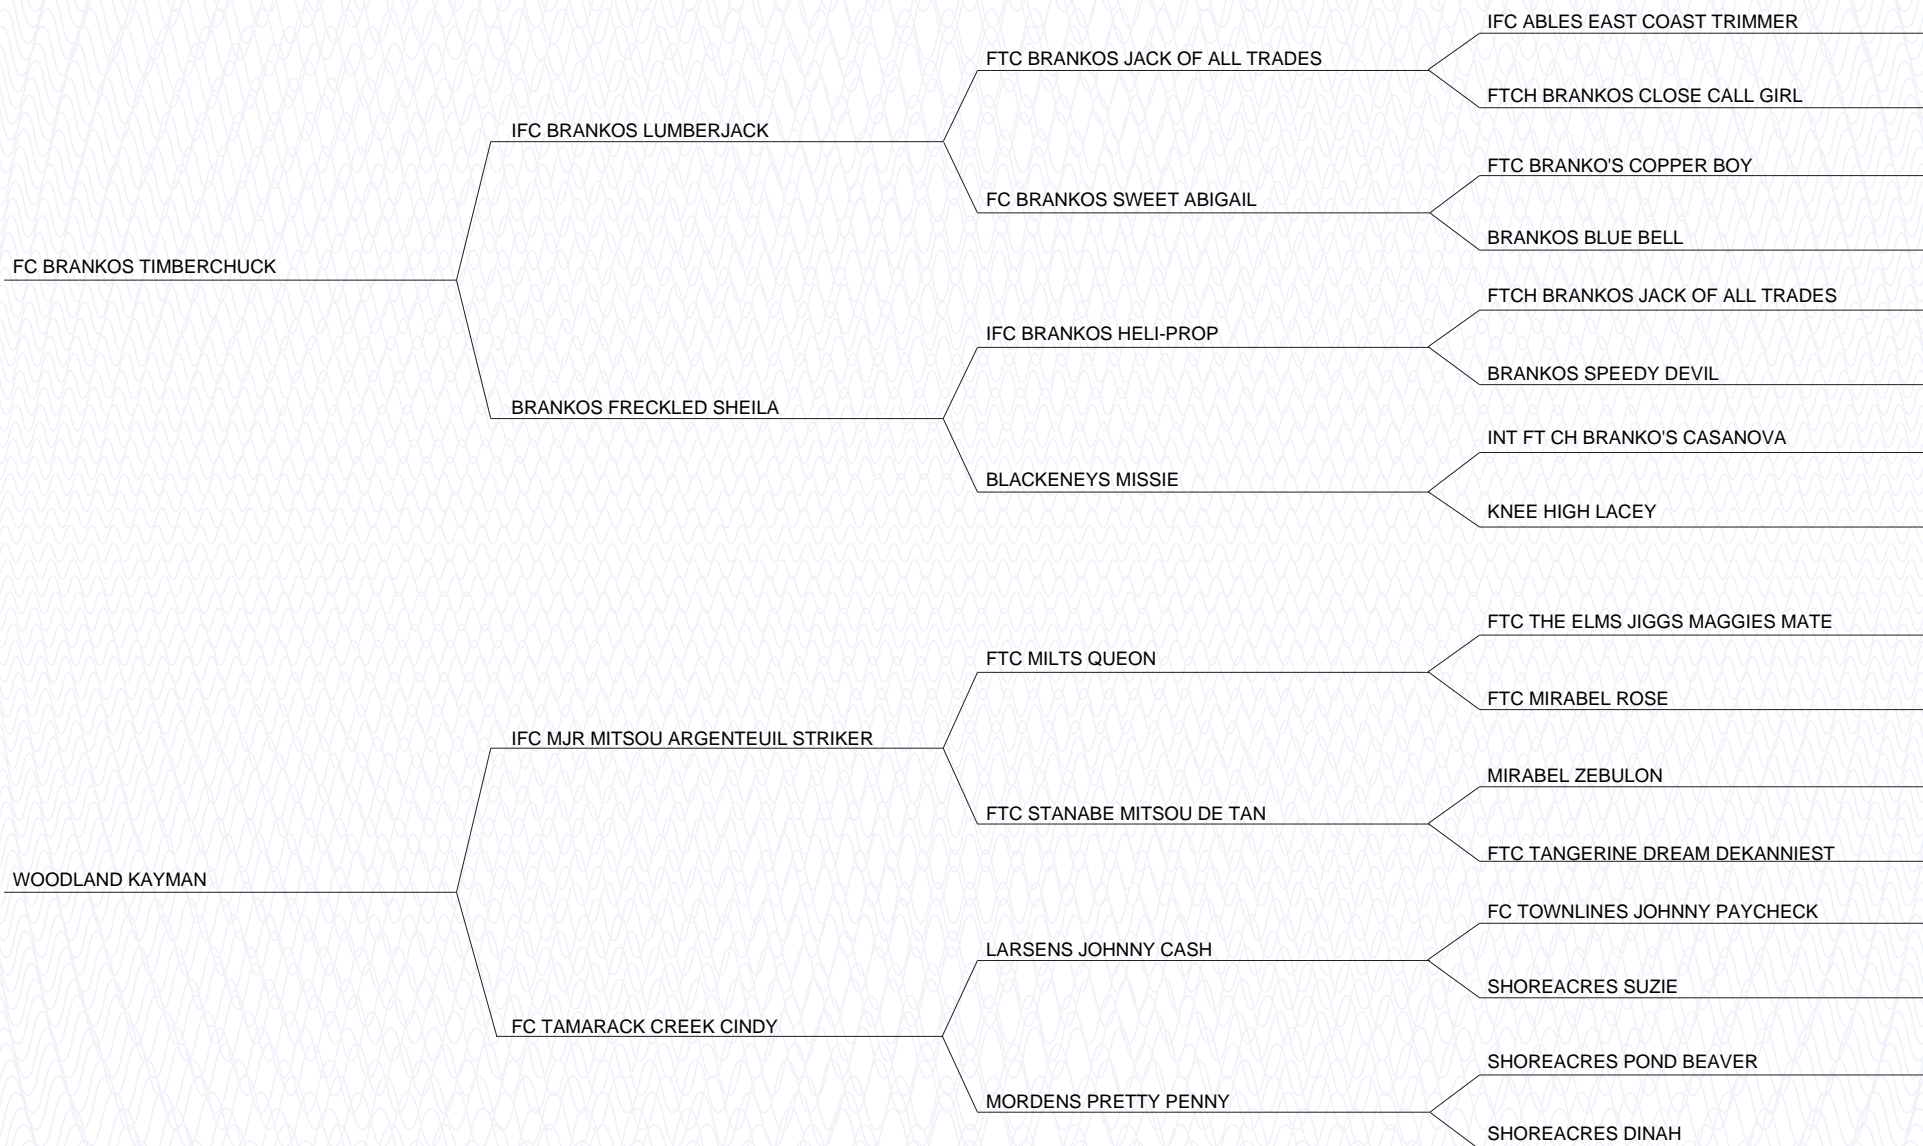 IFC ABLES EAST COAST TRIMMER
FTC BRANKOS JACK OF ALL TRADES
FTCH BRANKOS CLOSE CALL GIRL
IFC BRANKOS LUMBERJACK
FTC BRANKO'S COPPER BOY
FC BRANKOS SWEET ABIGAIL
BRANKOS BLUE BELL
FC BRANKOS TIMBERCHUCK
FTCH BRANKOS JACK OF ALL TRADES
IFC BRANKOS HELI-PROP
BRANKOS SPEEDY DEVIL
BRANKOS FRECKLED SHEILA
INT FT CH BRANKO'S CASANOVA
BLACKENEYS MISSIE
KNEE HIGH LACEY
FTC THE ELMS JIGGS MAGGIES MATE
FTC MILTS QUEON
FTC MIRABEL ROSE
IFC MJR MITSOU ARGENTEUIL STRIKER
MIRABEL ZEBULON
FTC STANABE MITSOU DE TAN
FTC TANGERINE DREAM DEKANNIEST
WOODLAND KAYMAN
FC TOWNLINES JOHNNY PAYCHECK
LARSENS JOHNNY CASH
SHOREACRES SUZIE
FC TAMARACK CREEK CINDY
SHOREACRES POND BEAVER
MORDENS PRETTY PENNY
SHOREACRES DINAH